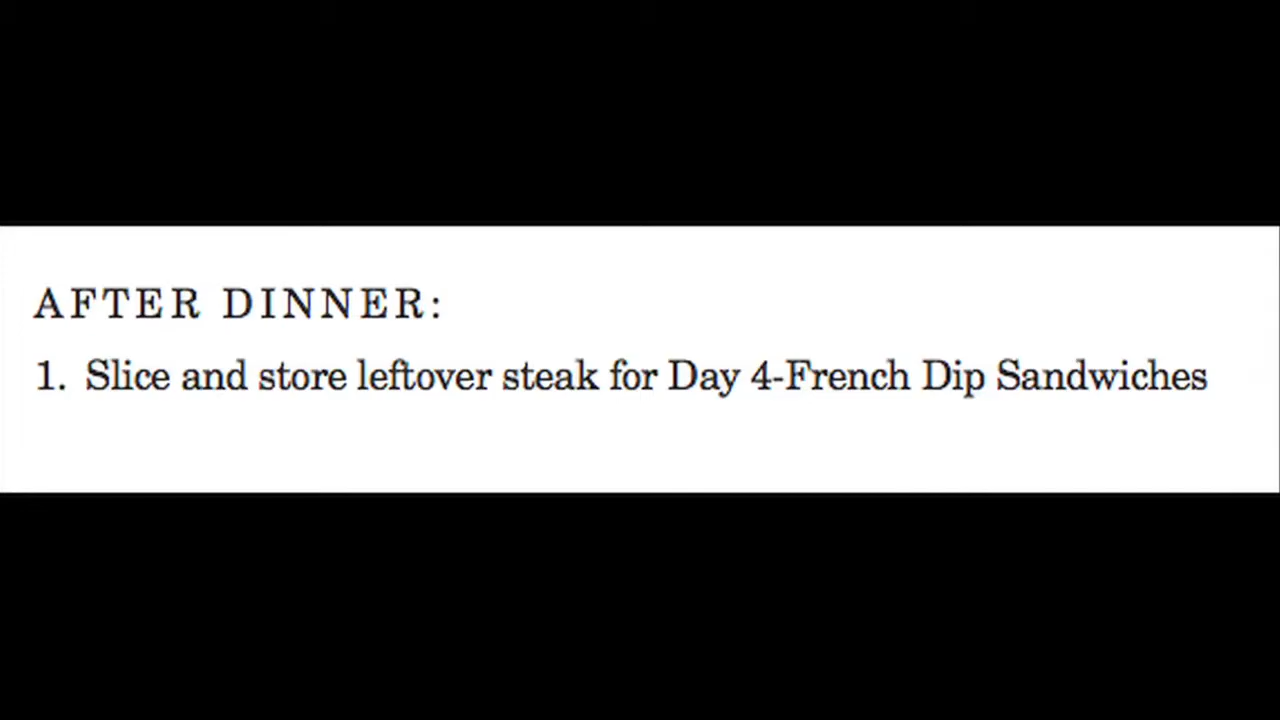 AFTER DINNER:
1. Slice and store leftover steak for Day 4-French Dip Sandwiches